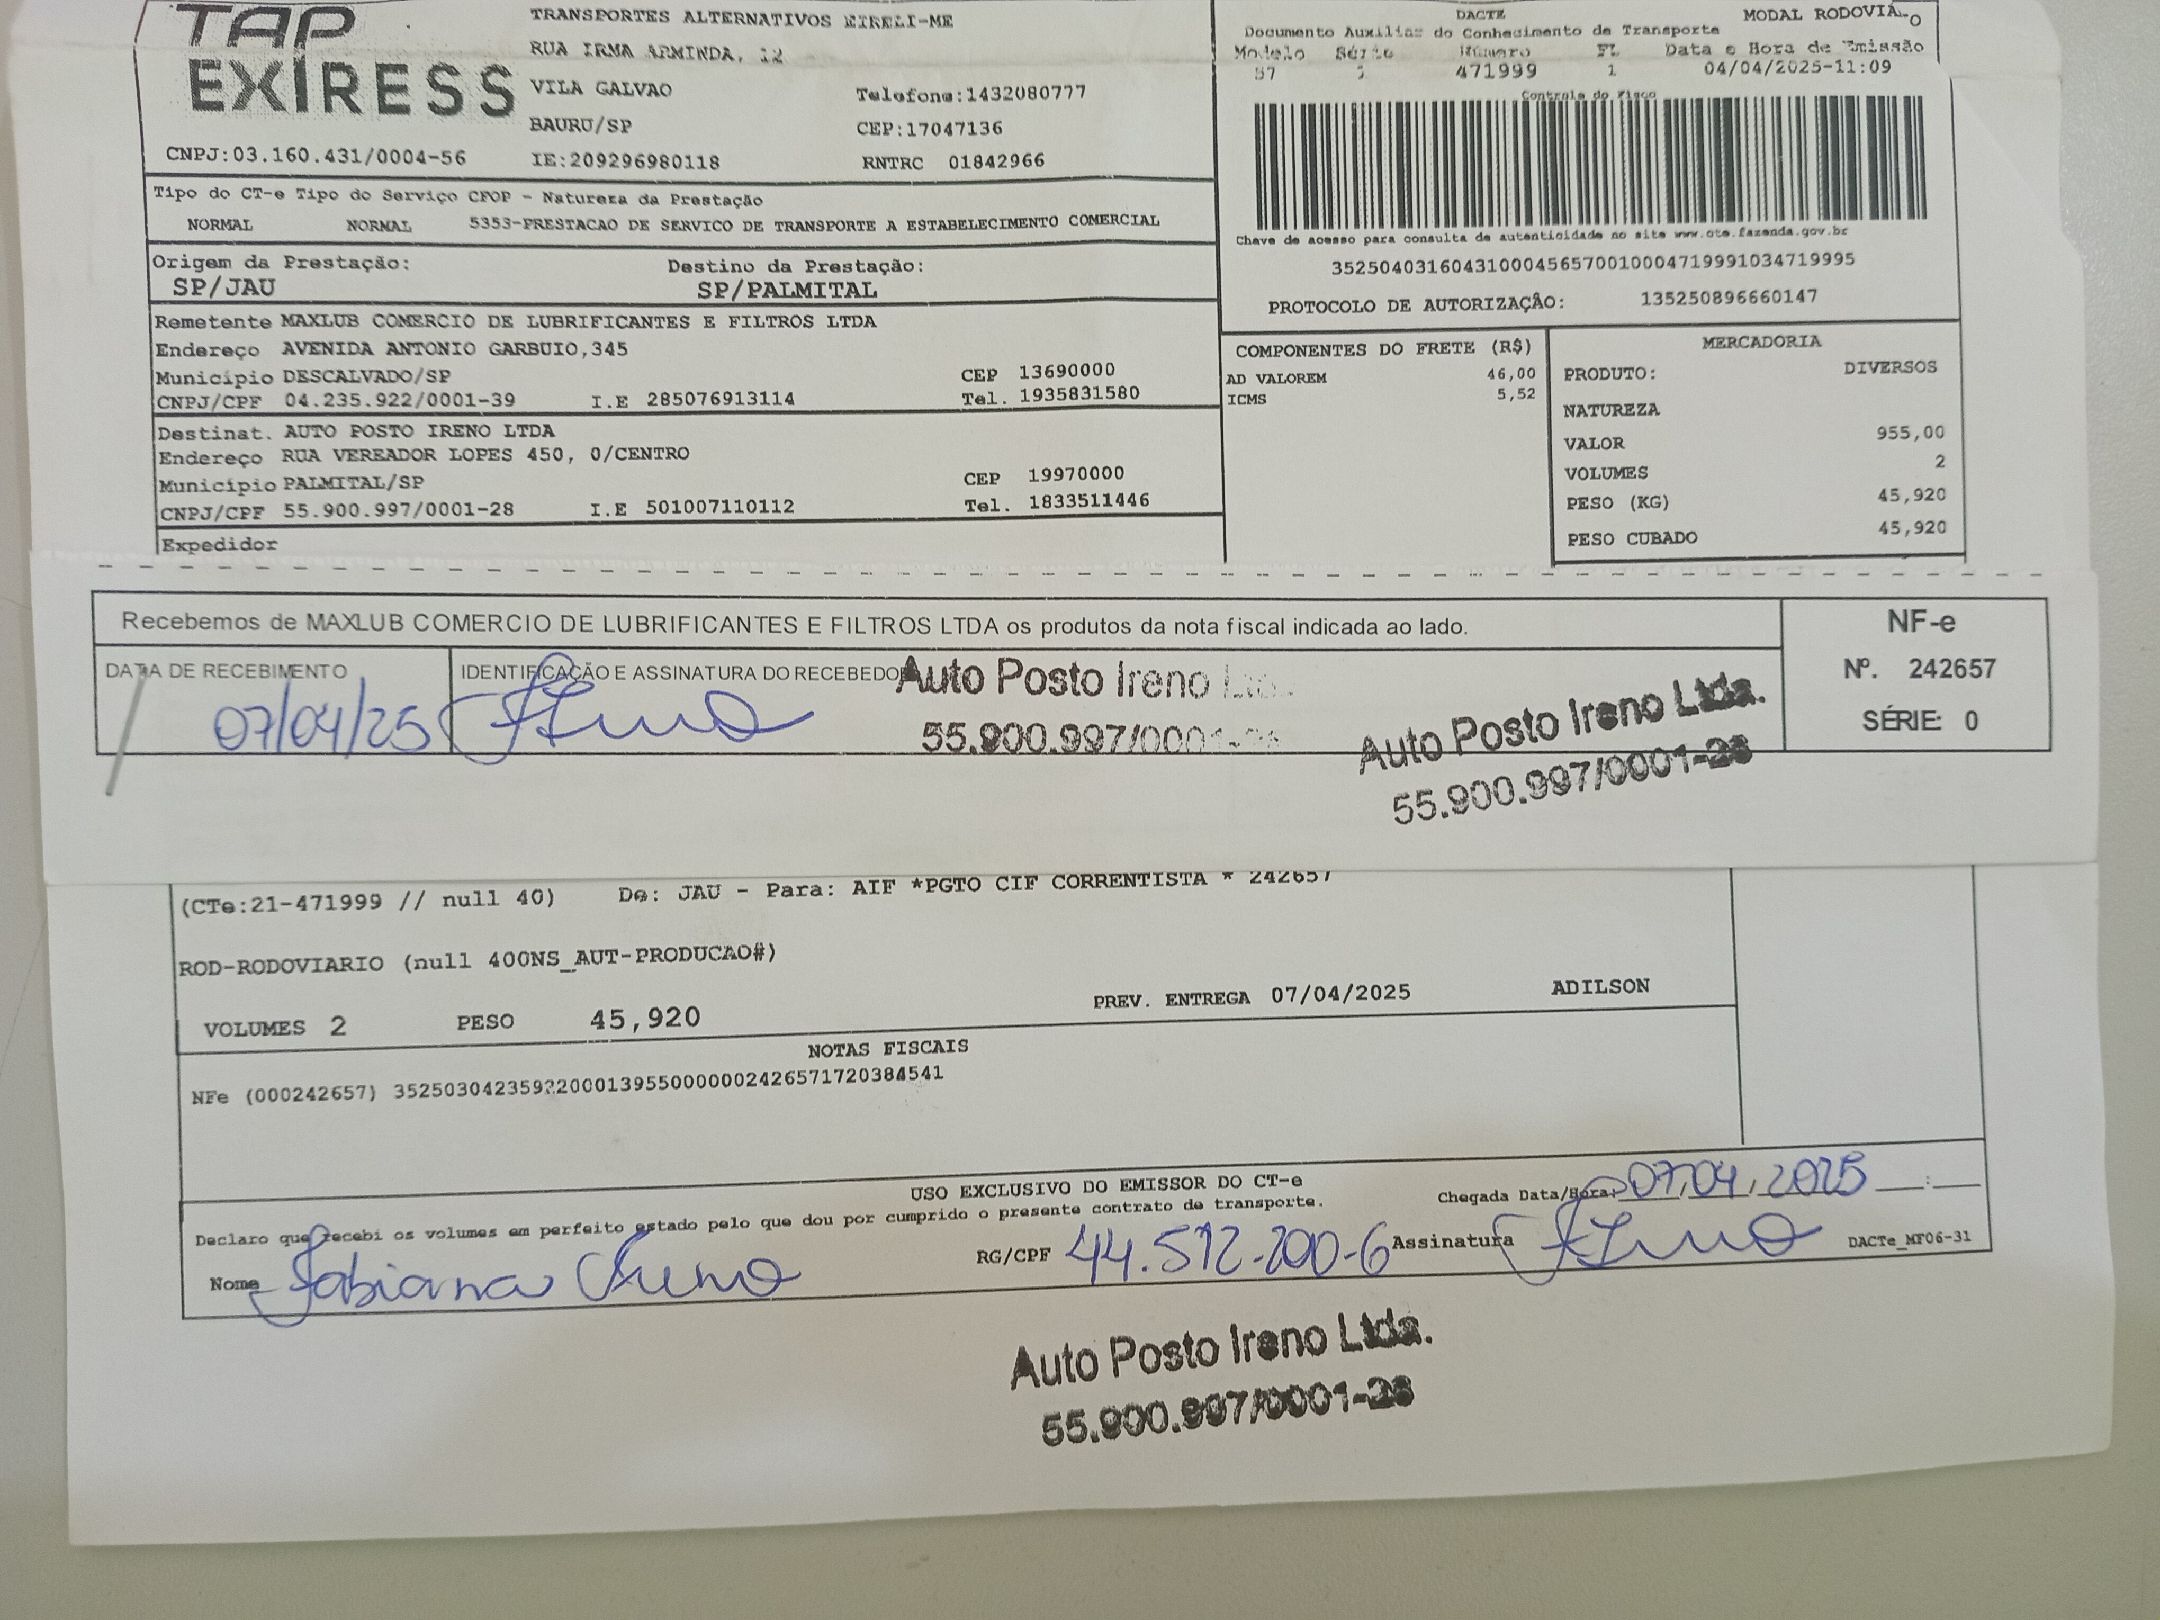 TAP
EXPRESS
TRANSPORTES ALTERNATIVOS EIRELI-ME
RUA IRMA ARMINDA, 12
VILA GALVAO
BAURU/SP
Telefone:1432080777
CEP:17047136
CNPJ:03.160.431/0004-56
IE:209296980118
RNTRC 01842966
DACTE
MODAL RODOVIA
Documento Auxiliar do Conhecimento de Transporte
Modelo Série Número FL Data e Hora de Emissão
57 471999 1 04/04/2025-11:09
Controle do Fisco
Chave de acesso para consulta de autenticidade no site www.cte.fazenda.gov.br
35250403160431000456570010004719991034719995
PROTOCOLO DE AUTORIZAÇÃO: 135250896660147
Tipo do CT-e Tipo do Serviço CFOP - Natureza da Prestação
NORMAL NORMAL 5353-PRESTACAO DE SERVICO DE TRANSPORTE A ESTABELECIMENTO COMERCIAL
Origem da Prestação: Destino da Prestação:
SP/JAU SP/PALMITAL
Remetente MAXLUB COMERCIO DE LUBRIFICANTES E FILTROS LTDA
Endereço AVENIDA ANTONIO GARBUIO,345
Município DESCALVADO/SP CEP 13690000
CNPJ/CPF 04.235.922/0001-39 I.E 285076913114 Tel. 1935831580
Destinat. AUTO POSTO IRENO LTDA
Endereço RUA VEREADOR LOPES 450, 0/CENTRO
Município PALMITAL/SP CEP 19970000
CNPJ/CPF 55.900.997/0001-28 I.E 501007110112 Tel. 1833511446
Expedidor
COMPONENTES DO FRETE (R$)
AD VALOREM 46,00
ICMS 5,52
MERCADORIA
PRODUTO: DIVERSOS
NATUREZA
VALOR 955,00
VOLUMES 2
PESO (KG) 45,920
PESO CUBADO 45,920
Recebemos de MAXLUB COMERCIO DE LUBRIFICANTES E FILTROS LTDA os produtos da nota fiscal indicada ao lado.
NF-e
Nº. 242657
SÉRIE: 0
DATA DE RECEBIMENTO
07/04/25
IDENTIFICAÇÃO E ASSINATURA DO RECEBEDO
Auto Posto Ireno
55.900.997/0001-28
Auto Posto Ireno Ltda.
55.900.997/0001-28
(CTe:21-471999 // null 40) De: JAU - Para: AIF *PGTO CIF CORRENTISTA * 242657
ROD-RODOVIARIO (null 400NS_AUT-PRODUCAO#)
VOLUMES 2 PESO 45,920 PREV. ENTREGA 07/04/2025 ADILSON
NOTAS FISCAIS
NFe (000242657) 35250304235922000139550000002426571720384541
USO EXCLUSIVO DO EMISSOR DO CT-e
Declaro que recebi os volumes em perfeito estado pelo que dou por cumprido o presente contrato de transporte.
Chegada Data/Hora: 07,04,2025 :
Nome Fabiana Ireno RG/CPF 44.512.200-6 Assinatura
DACTe_MF06-31
Auto Posto Ireno Ltda.
55.900.997/0001-28